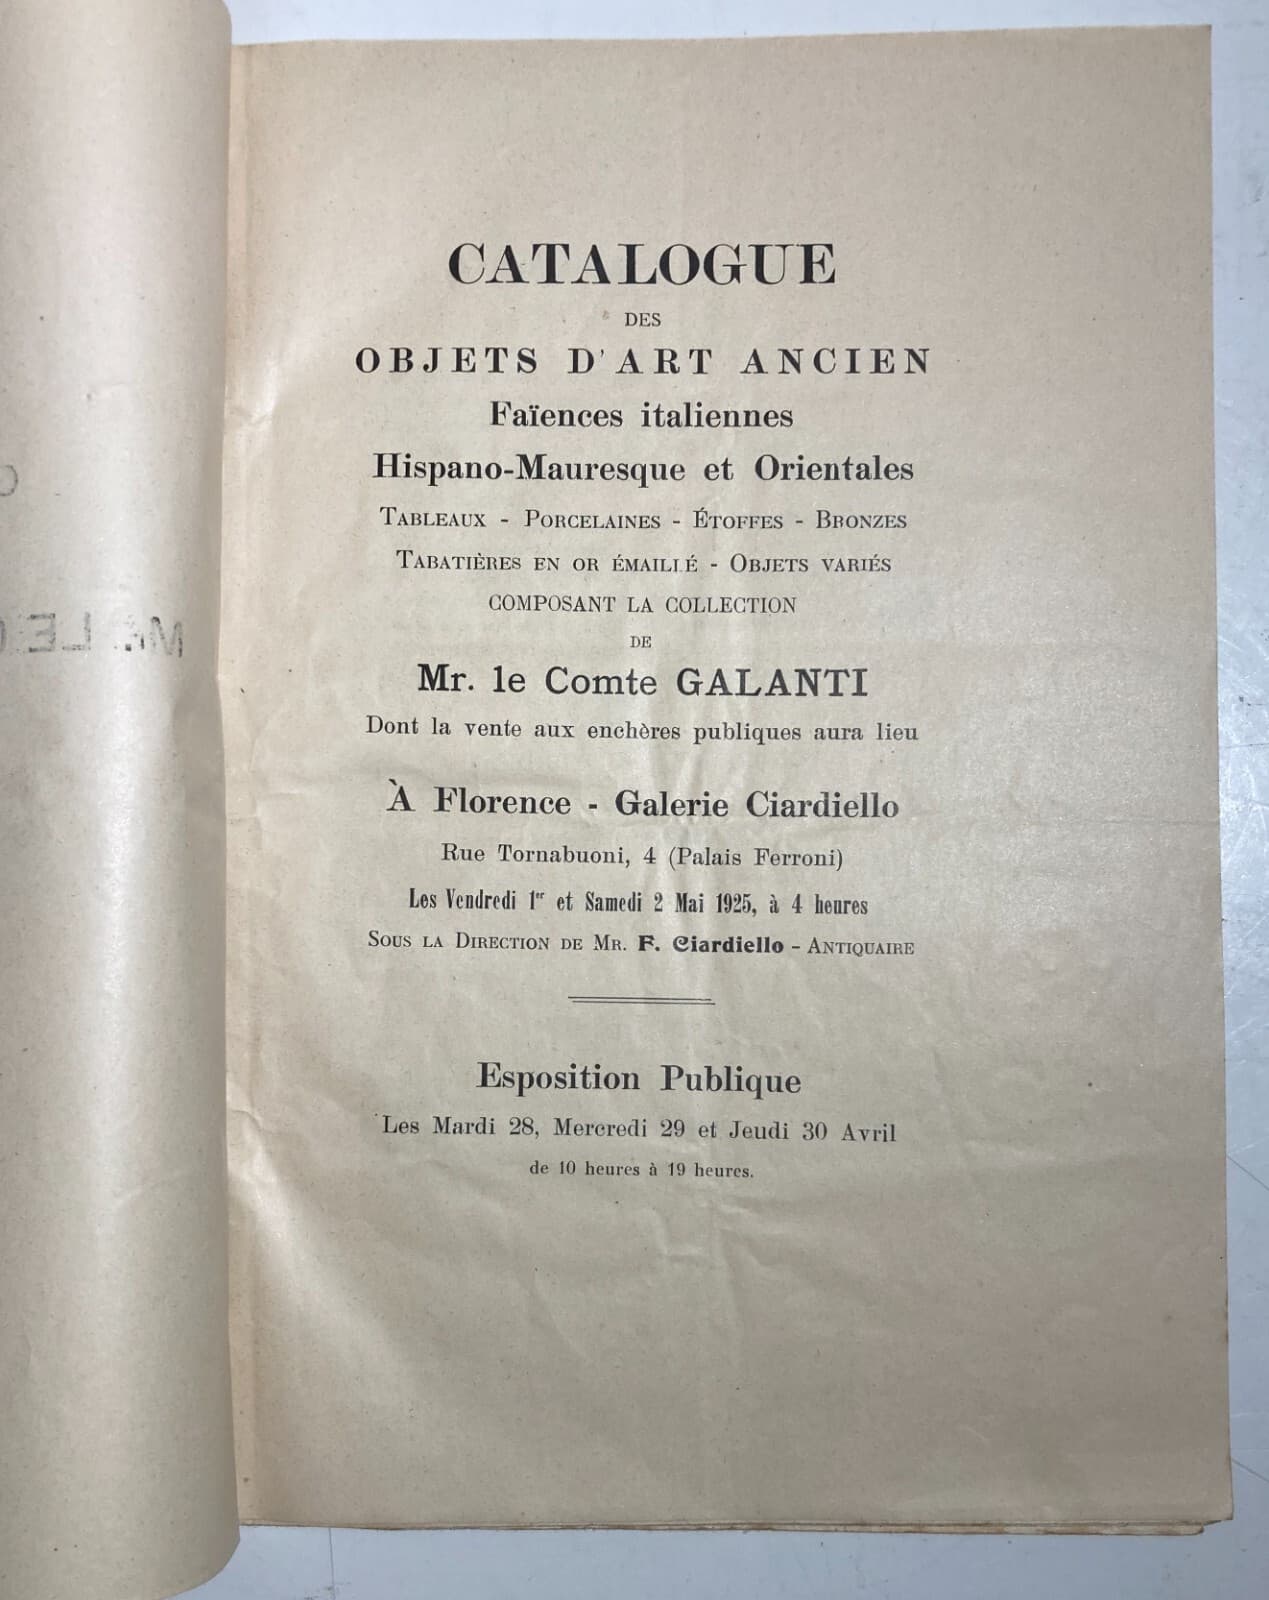 CATALOGUE
DES
OBJETS D'ART ANCIEN
Faïences italiennes
Hispano-Mauresque et Orientales
TABLEAUX - PORCELAINES - ÉTOFFES - BRONZES
TABATIÈRES EN OR ÉMAILLÉ - OBJETS VARIÉS
COMPOSANT LA COLLECTION
DE
Mr. le Comte GALANTI
Dont la vente aux enchères publiques aura lieu
À Florence - Galerie Ciardiello
Rue Tornabuoni, 4 (Palais Ferroni)
Les Vendredi 1er et Samedi 2 Mai 1925, à 4 heures
SOUS LA DIRECTION DE MR. F. Ciardiello - ANTIQUAIRE
Esposition Publique
Les Mardi 28, Mercredi 29 et Jeudi 30 Avril
de 10 heures à 19 heures.